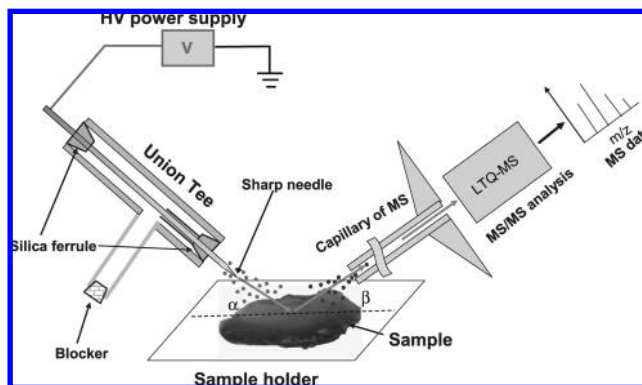 HV power supply
V
Union Tee
Sharp needle
Silica ferrule
Blocker
α
β
Sample
Sample holder
Capillary of MS
LTQ-MS
MS/MS analysis
m/z
MS dat